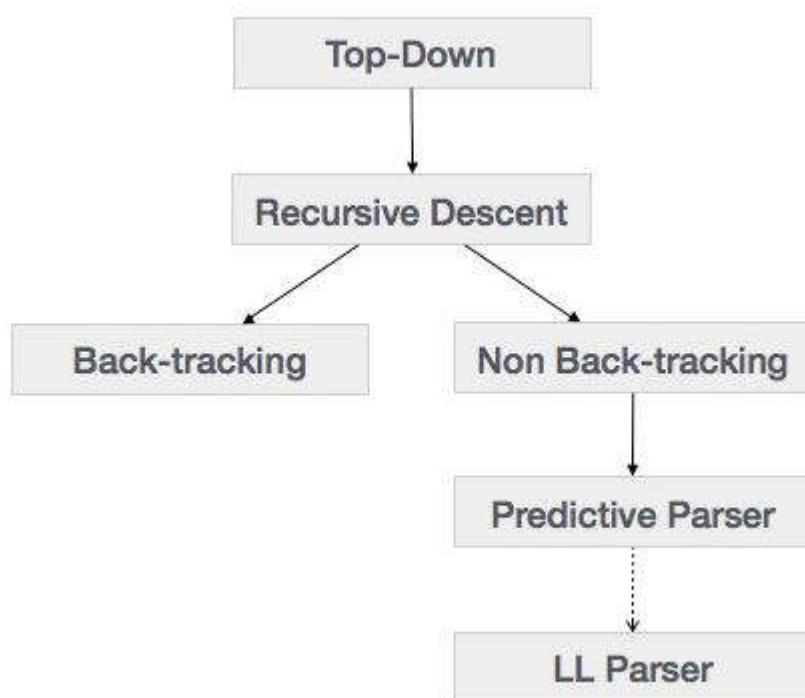 Top-Down
Recursive Descent
Back-tracking
Non Back-tracking
Predictive Parser
LL Parser